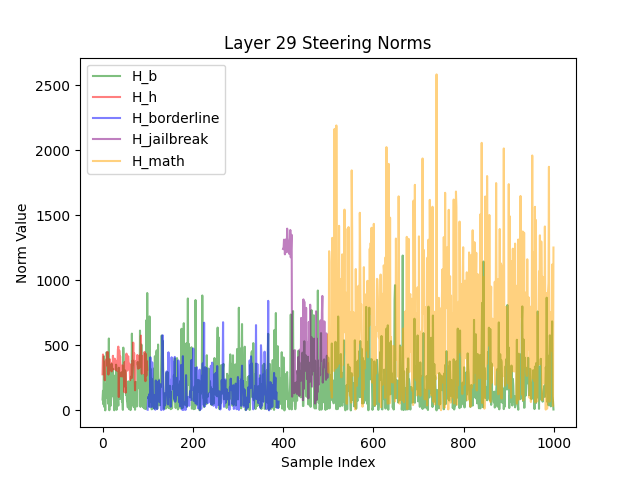 Layer 29 Steering Norms
H_b
H_h
H_borderline
H_jailbreak
H_math
Norm Value
2500
2000
1500
1000
500
0
0
200
400
600
800
1000
Sample Index